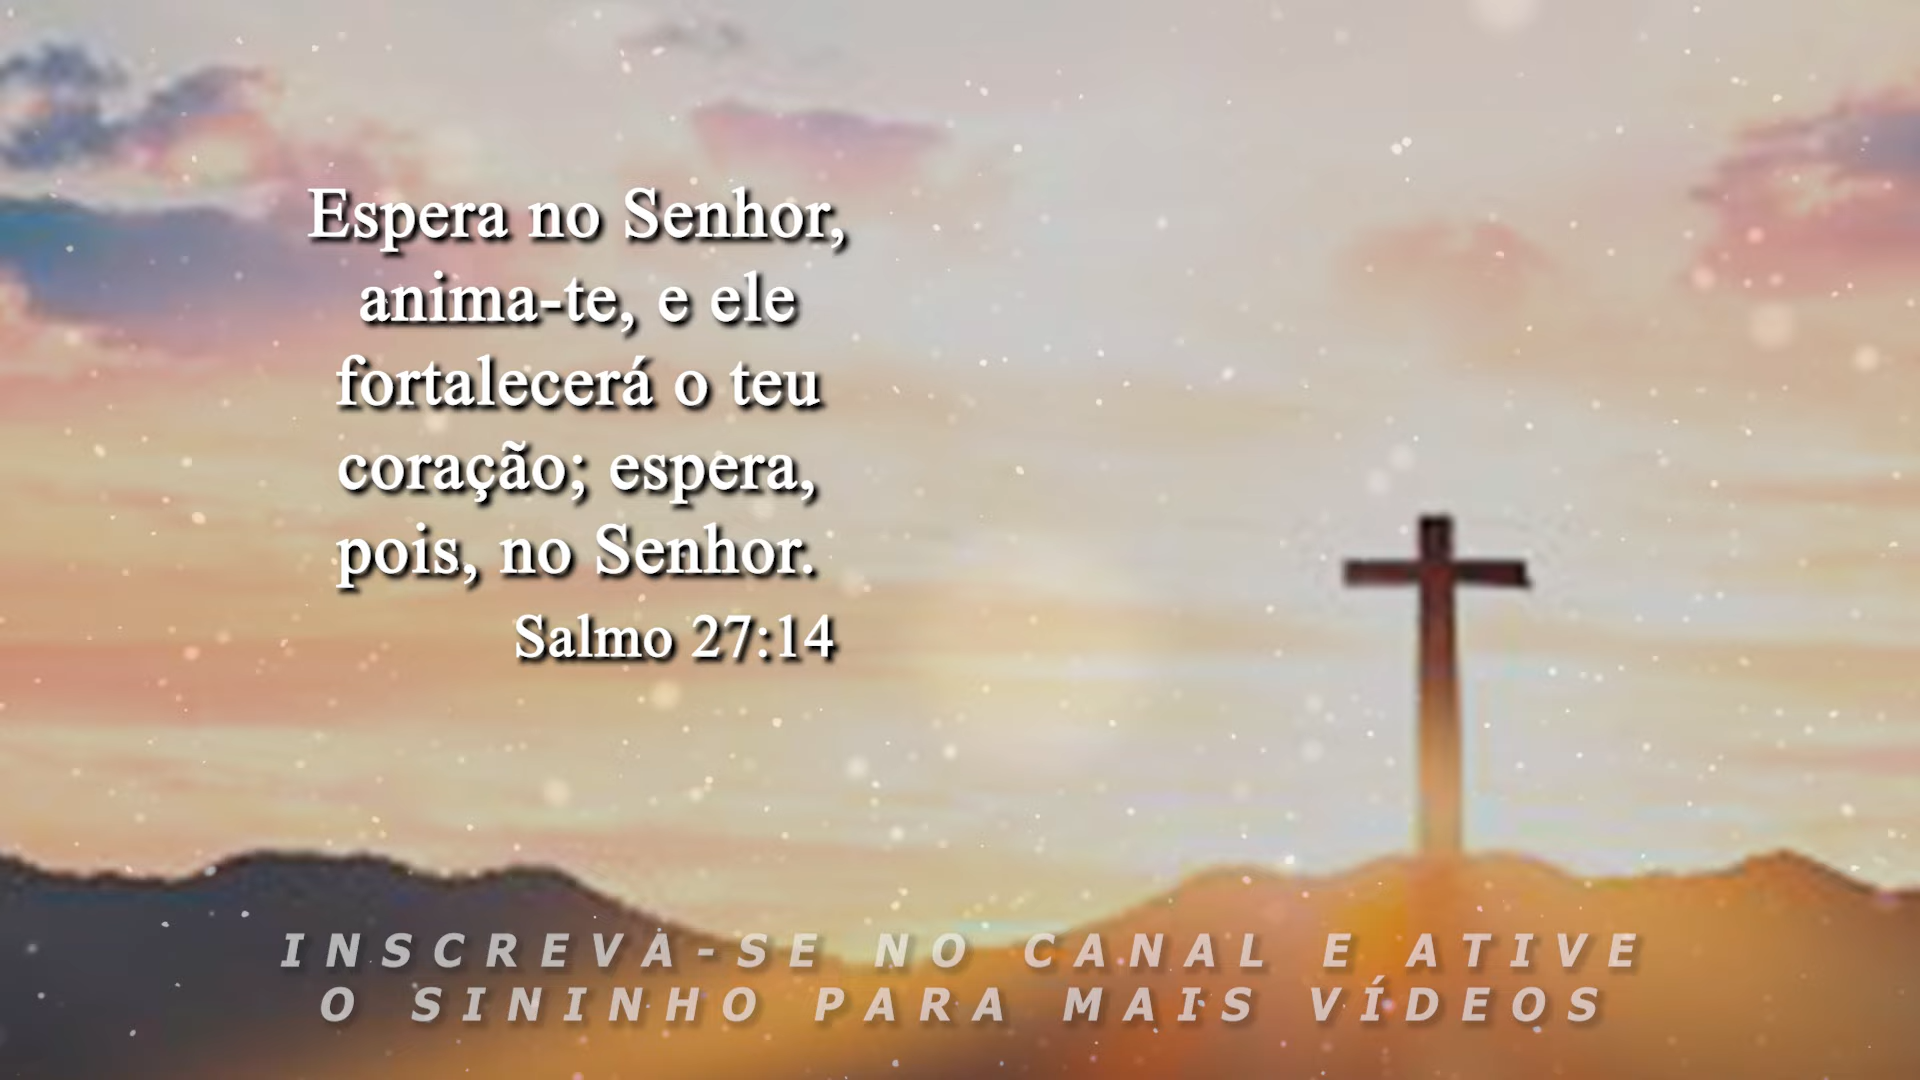 Espera no Senhor,
anima-te, e ele
fortalecerá o teu
coração; espera,
pois, no Senhor.
Salmo 27:14
INSCREVA-SE NO CANAL E ATIVE
O SININHO PARA MAIS VÍDEOS